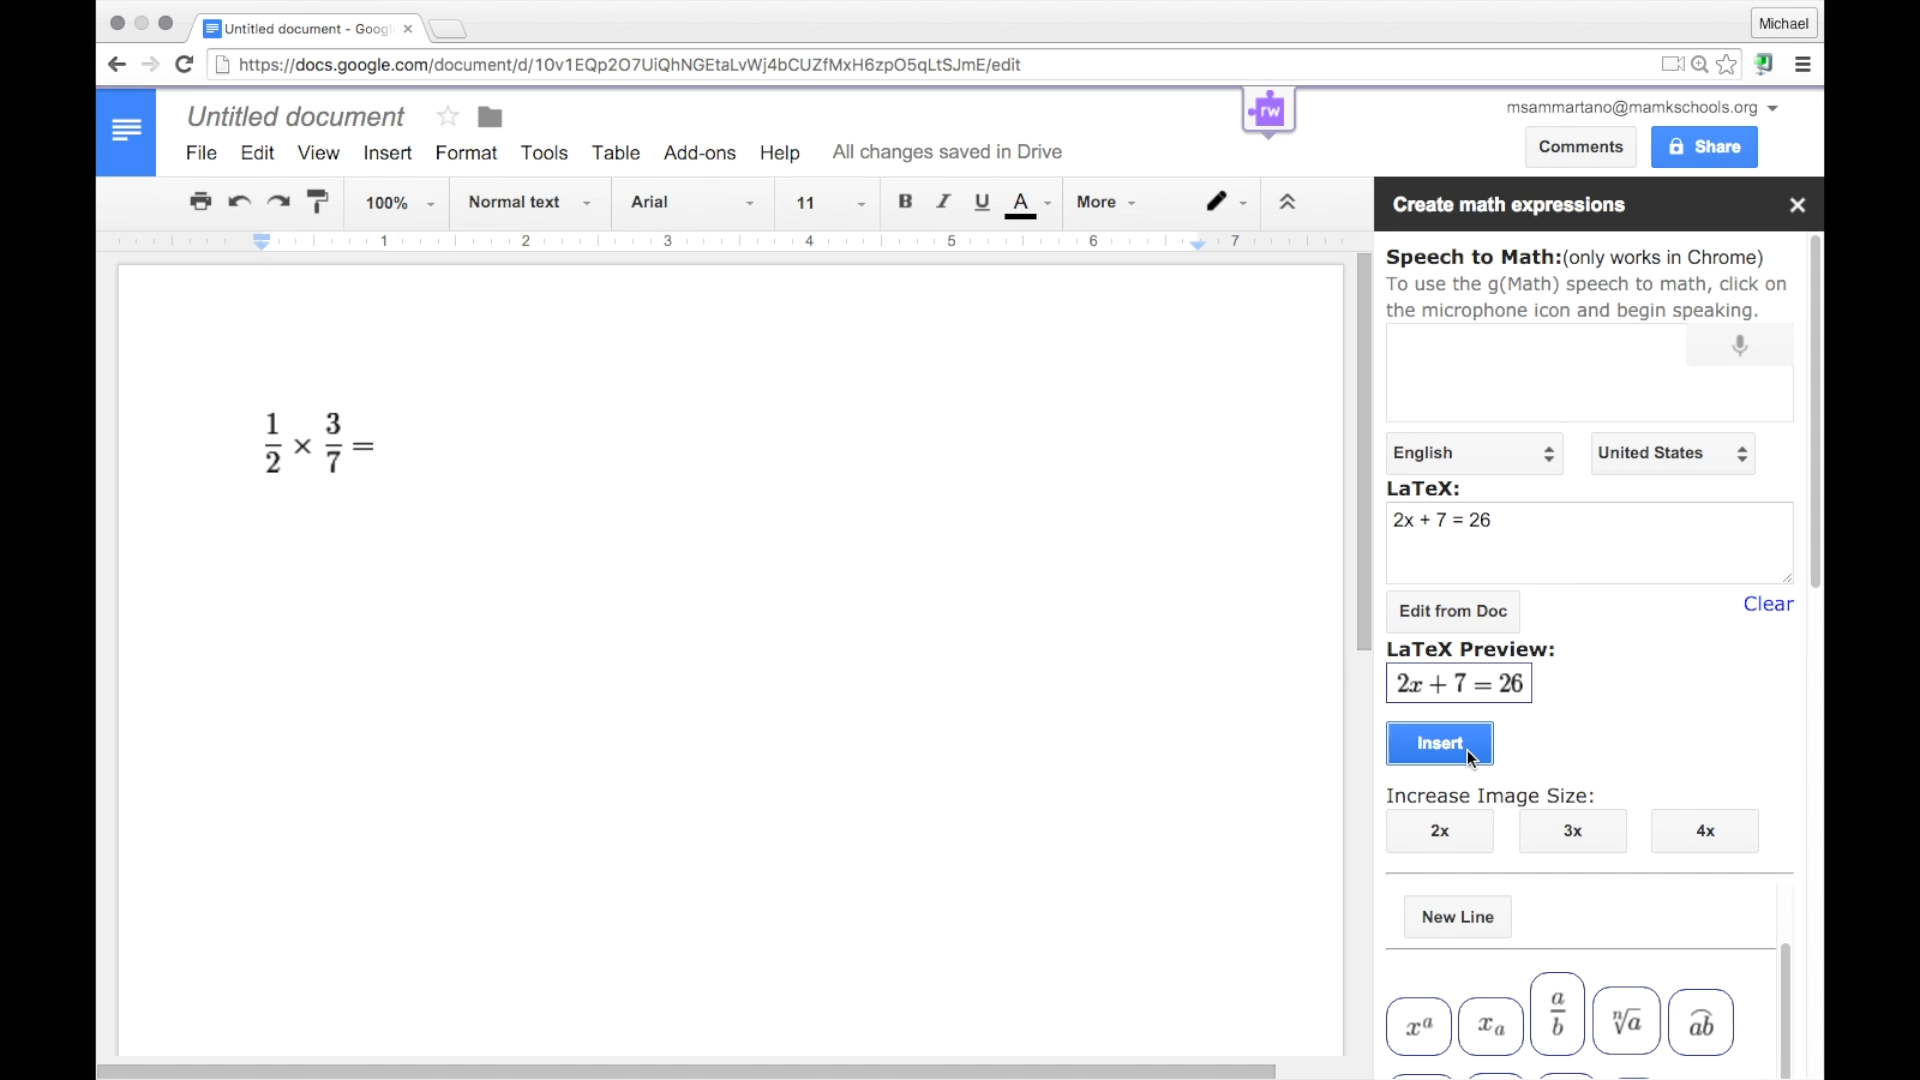 Untitled document - Goog
Michael
https://docs.google.com/document/d/10v1EQp2O7UiQhNGEtaLvWj4bCUZfMxH6zpO5qLtSJmE/edit
Untitled document
rw
msammartano@mamkschools.org
File Edit View Insert Format Tools Table Add-ons Help All changes saved in Drive
Comments
Share
100% Normal text Arial 11 B I U A More
Create math expressions
1 2 3 4 5 6 7
Speech to Math:(only works in Chrome)
To use the g(Math) speech to math, click on
the microphone icon and begin speaking.
1/2 × 3/7 =
English United States
LaTeX:
2x + 7 = 26
Edit from Doc
Clear
LaTeX Preview:
2x + 7 = 26
Insert
Increase Image Size:
2x 3x 4x
New Line
xᵃ xₐ a/b ⁿ√a a͡b